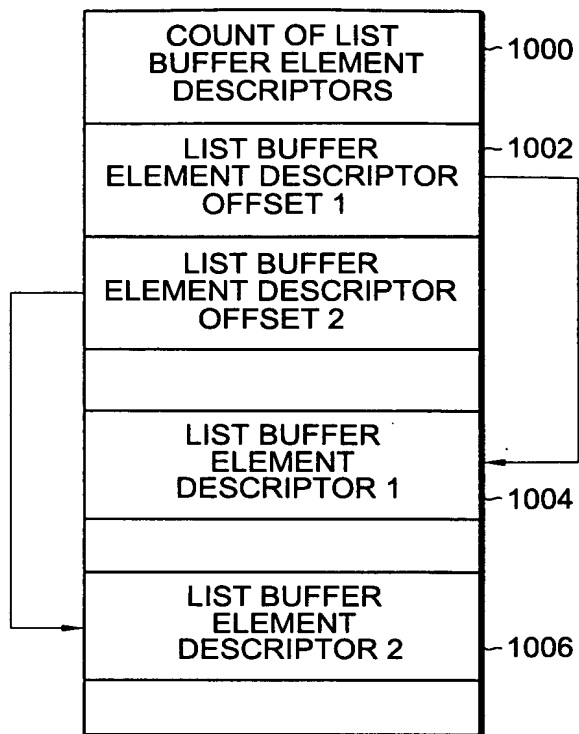 COUNT OF LIST
BUFFER ELEMENT
DESCRIPTORS
1000
LIST BUFFER
ELEMENT DESCRIPTOR
OFFSET 1
1002
LIST BUFFER
ELEMENT DESCRIPTOR
OFFSET 2
LIST BUFFER
ELEMENT
DESCRIPTOR 1
1004
LIST BUFFER
ELEMENT
DESCRIPTOR 2
1006